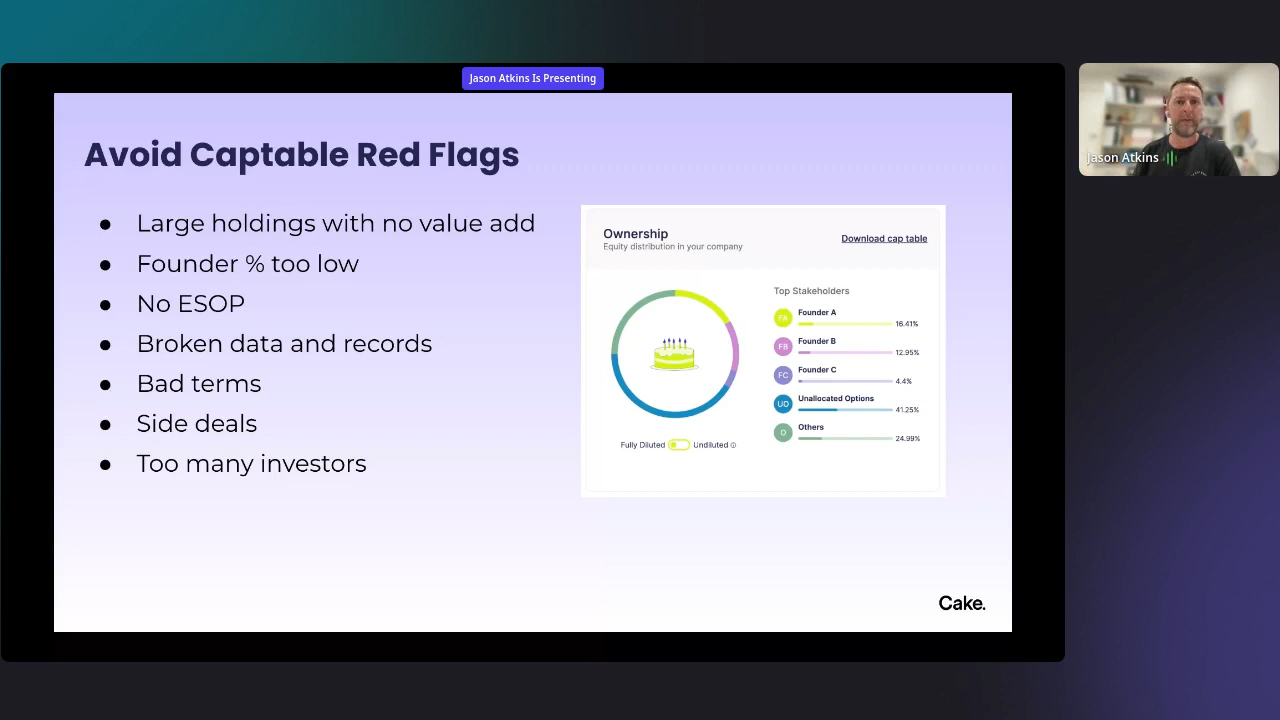 Jason Atkins Is Presenting
Avoid Captable Red Flags
● Large holdings with no value add
● Founder % too low
● No ESOP
● Broken data and records
● Bad terms
● Side deals
● Too many investors
Ownership
Equity distribution in your company
Download cap table
Top Stakeholders
FA Founder A 16.41%
FB Founder B 12.95%
FC Founder C 4.4%
UO Unallocated Options 41.25%
O Others 24.99%
Fully Diluted Undiluted
Cake.
Jason Atkins